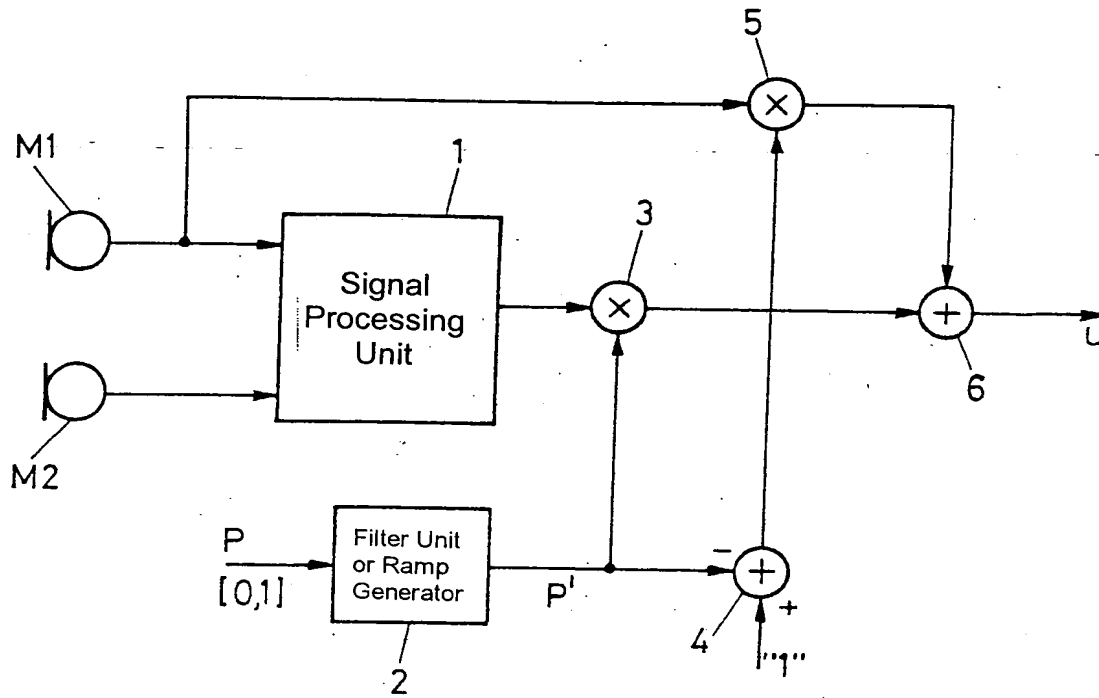 5
M1
1
3
Signal
Processing
Unit
U
6
M2
P
[0,1]
Filter Unit
or Ramp
Generator
P'
-
+
4
"1"
2